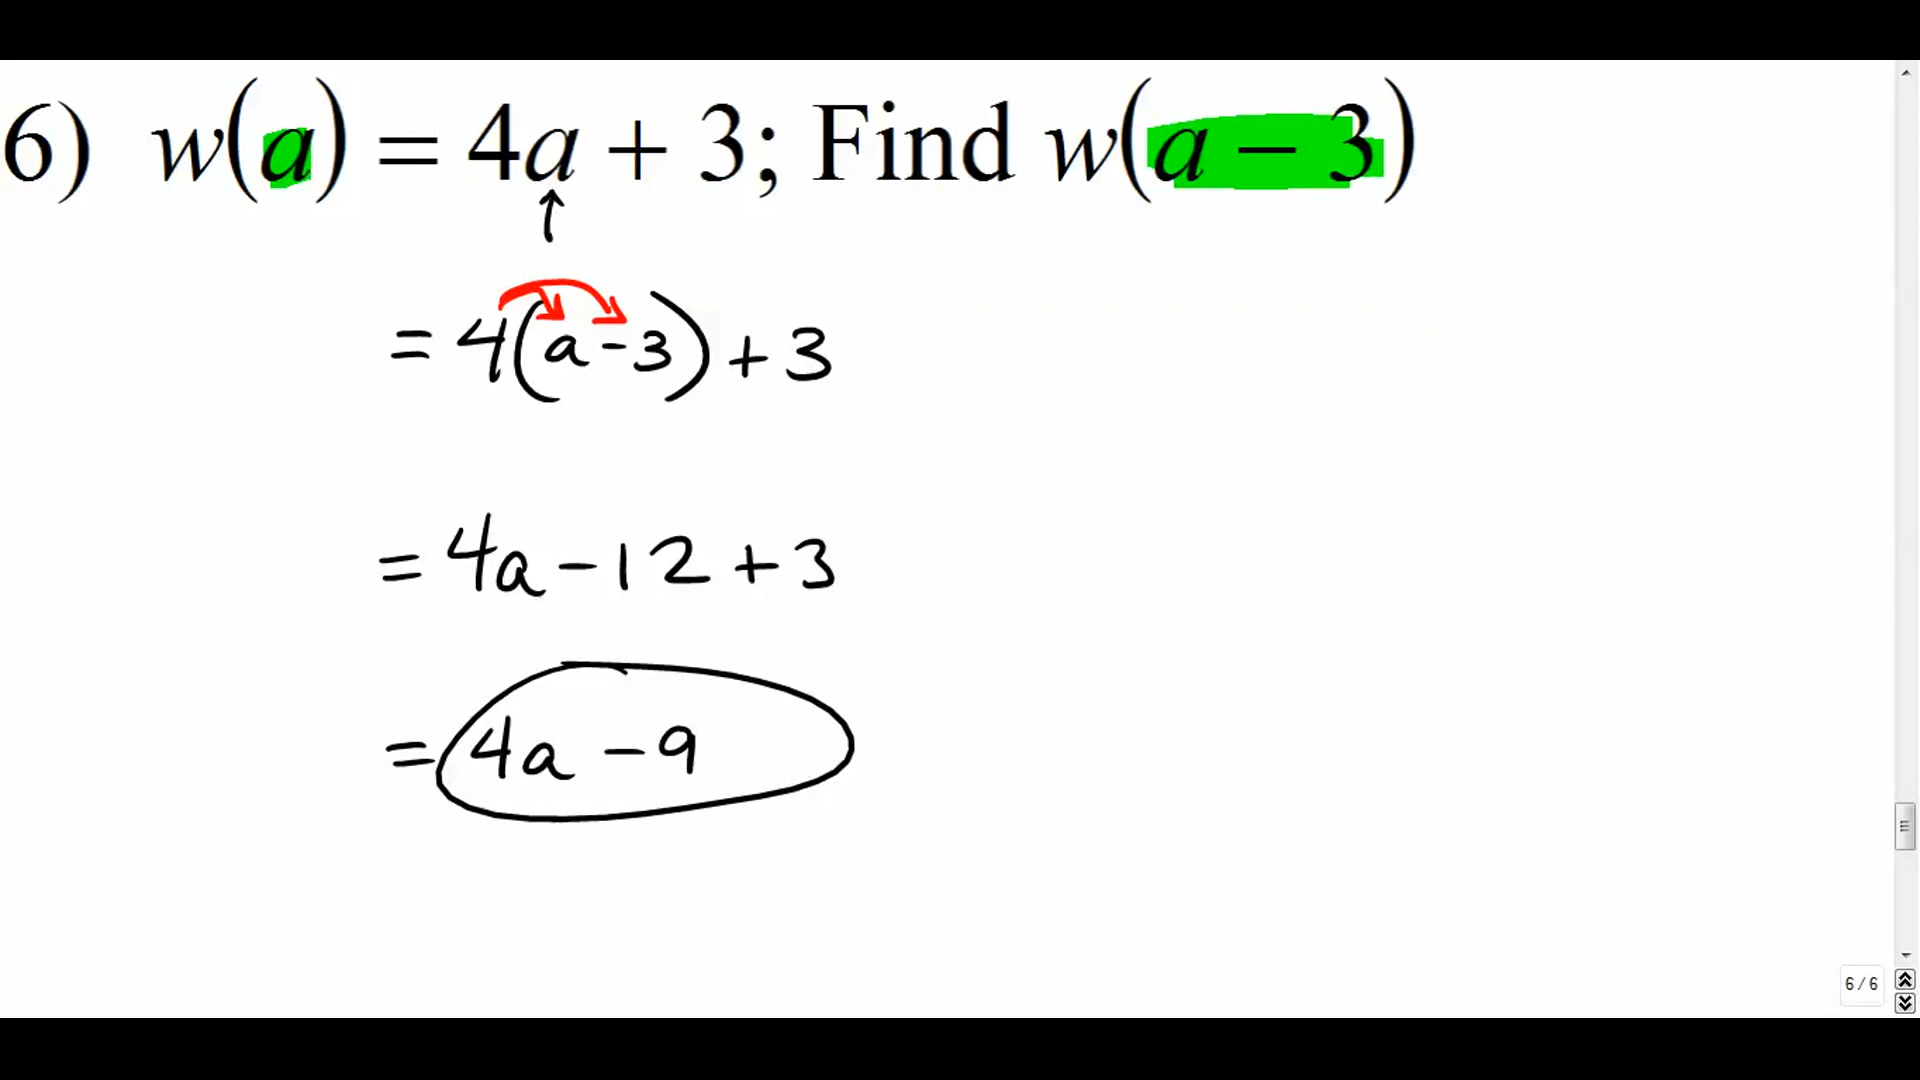 6) w(a) = 4a + 3; Find w(a − 3)
= 4(a - 3) + 3
= 4a - 12 + 3
= 4a - 9
6 / 6